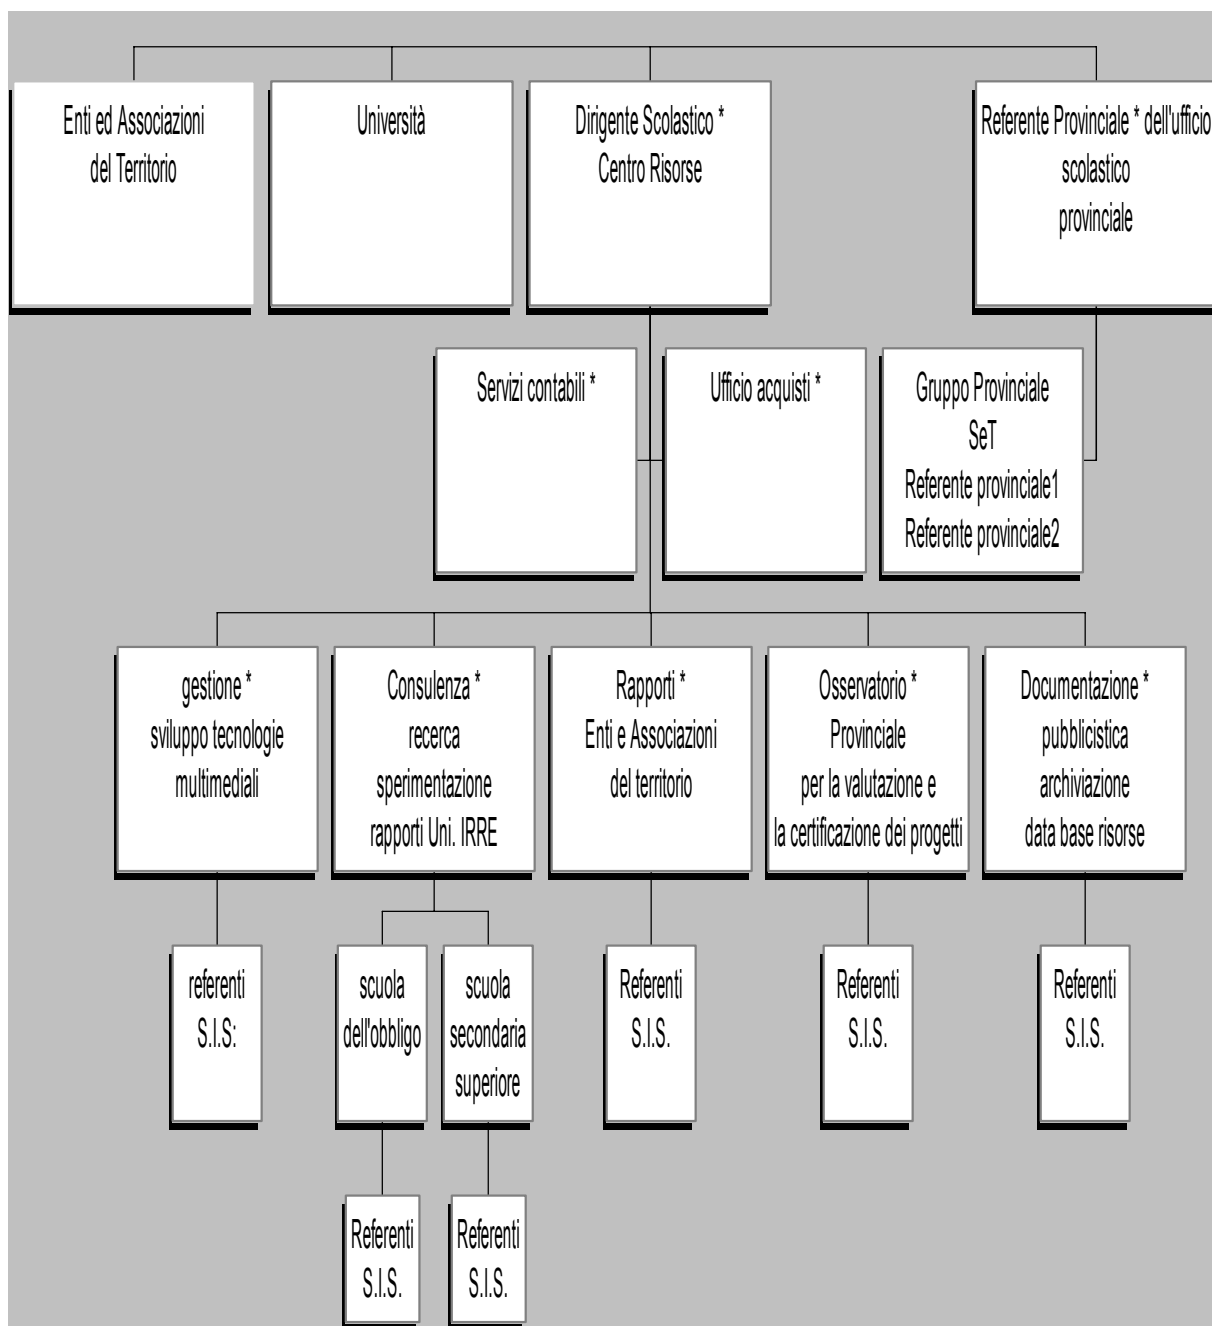 Enti ed Associazioni
del Territorio
Università
Dirigente Scolastico *
Centro Risorse
Referente Provinciale * dell'ufficio
scolastico
provinciale
Servizi contabili *
Ufficio acquisti *
Gruppo Provinciale
SeT
Referente provinciale1
Referente provinciale2
gestione *
sviluppo tecnologie
multimediali
Consulenza *
recerca
sperimentazione
rapporti Uni. IRRE
Rapporti *
Enti e Associazioni
del territorio
Osservatorio *
Provinciale
per la valutazione e
la certificazione dei progetti
Documentazione *
pubblicistica
archiviazione
data base risorse
referenti
S.I.S:
scuola
dell'obbligo
scuola
secondaria
superiore
Referenti
S.I.S.
Referenti
S.I.S.
Referenti
S.I.S.
Referenti
S.I.S.
Referenti
S.I.S.